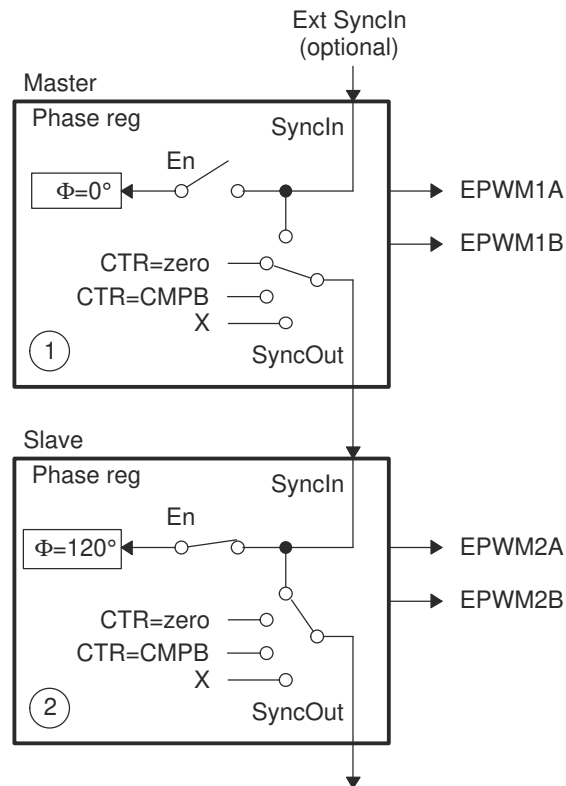 Ext SyncIn
(optional)
Master
Phase reg
SyncIn
En
Φ=0°
EPWM1A
EPWM1B
CTR=zero
CTR=CMPB
X
1
SyncOut
Slave
Phase reg
SyncIn
En
Φ=120°
EPWM2A
EPWM2B
CTR=zero
CTR=CMPB
X
2
SyncOut